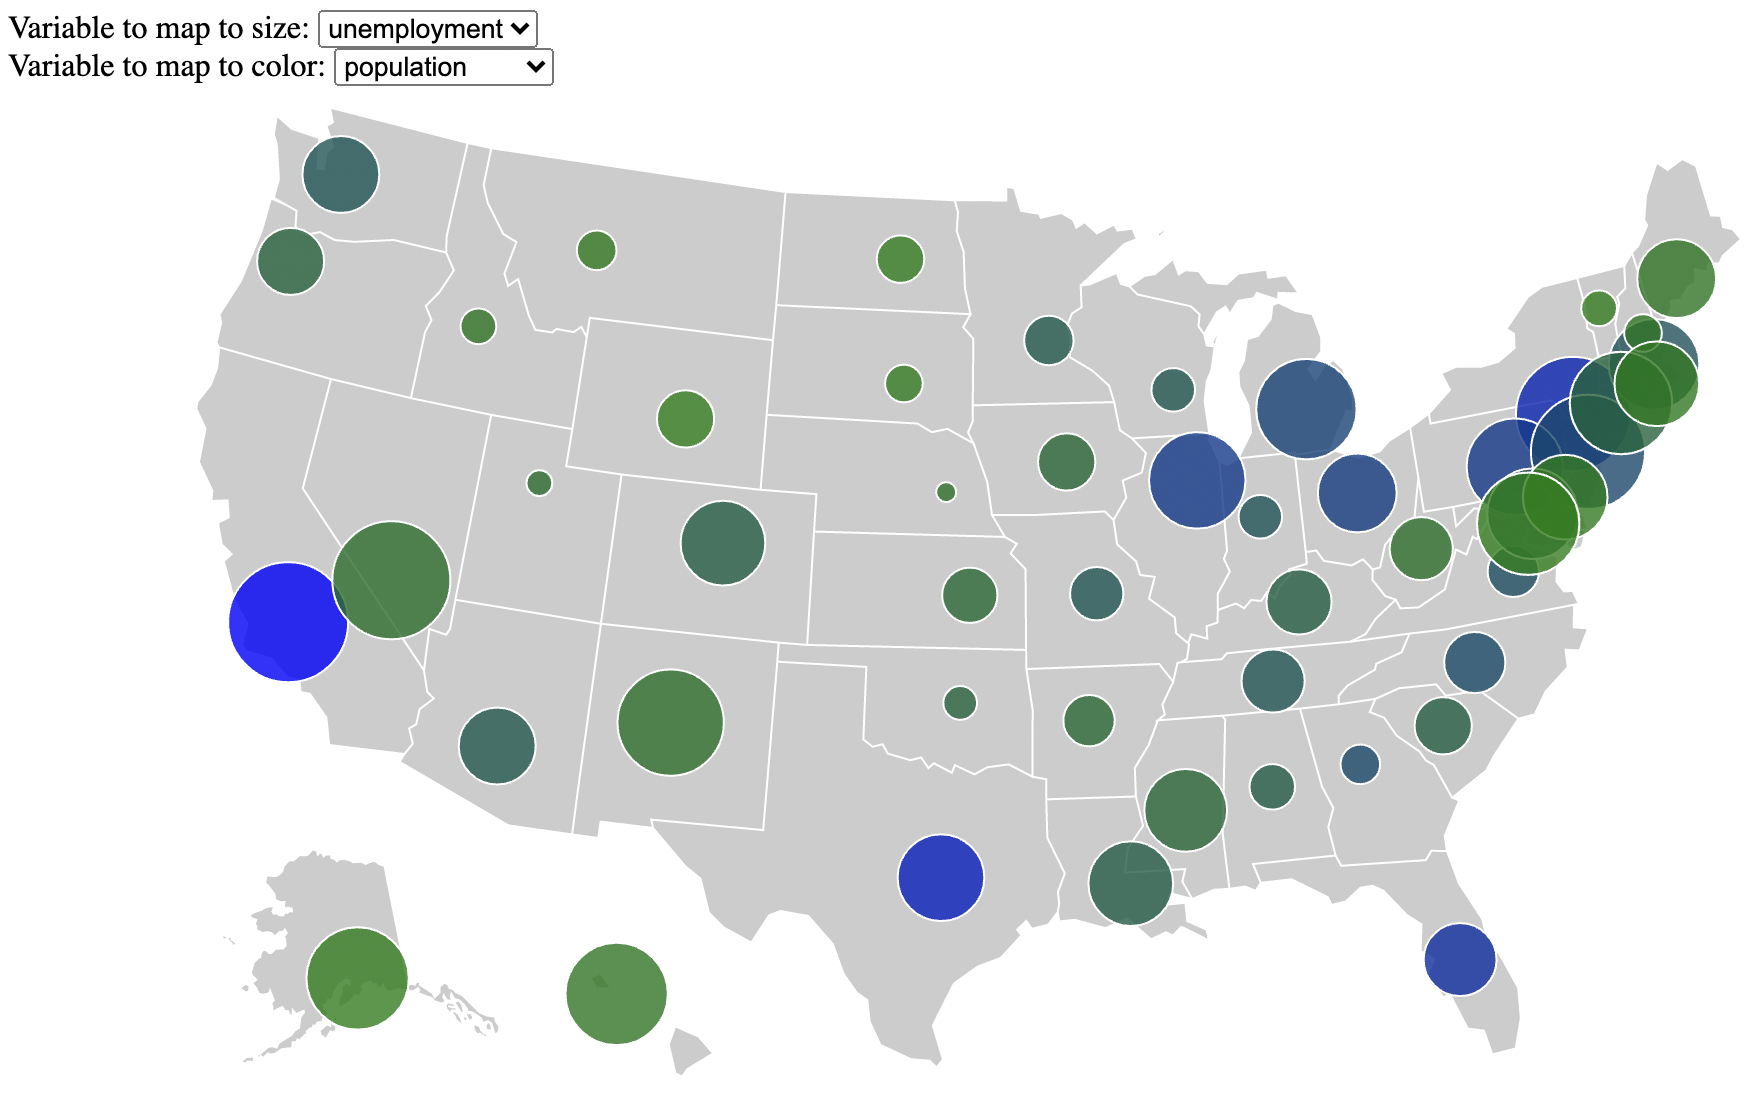 Variable to map to size: unemployment
Variable to map to color: population